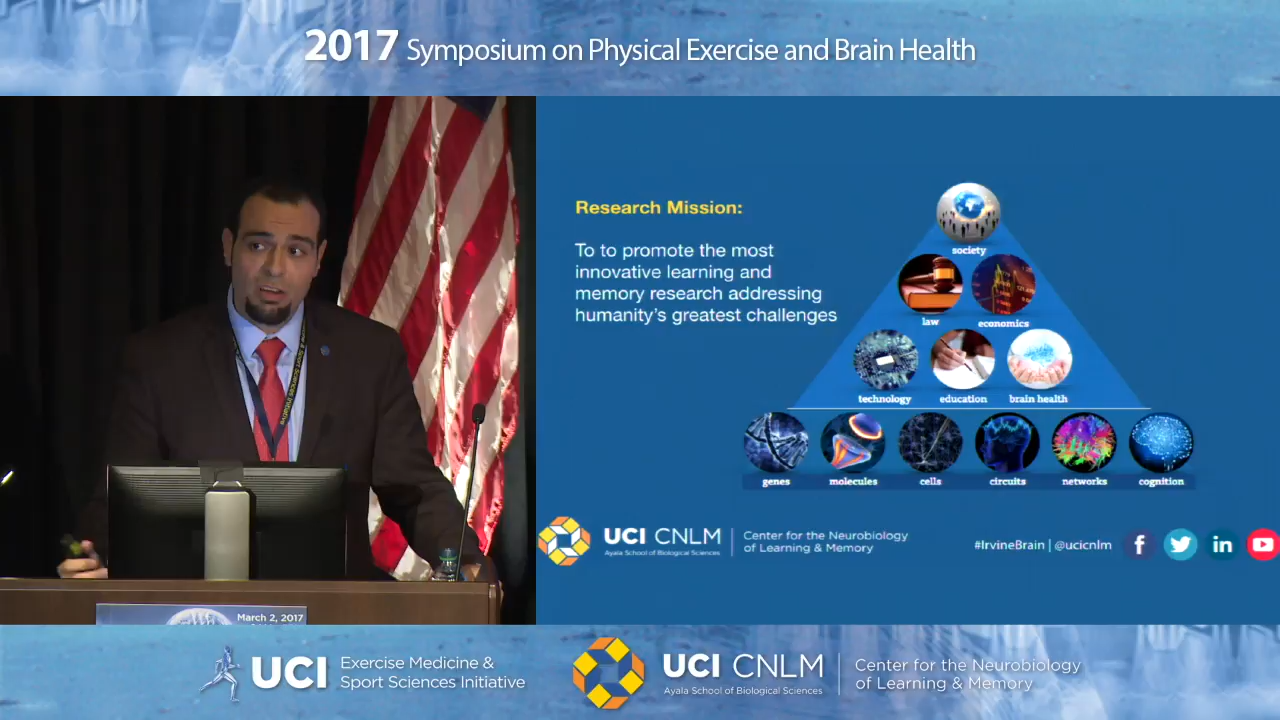 2017 Symposium on Physical Exercise and Brain Health
Research Mission:
To to promote the most
innovative learning and
memory research addressing
humanity's greatest challenges
society
law
economics
technology
education
brain health
genes
molecules
cells
circuits
networks
cognition
UCI CNLM
Ayala School of Biological Sciences
Center for the Neurobiology
of Learning & Memory
#IrvineBrain | @ucicnlm
f
in
March 2, 2017
UCI
Exercise Medicine &
Sport Sciences Initiative
UCI CNLM
Ayala School of Biological Sciences
Center for the Neurobiology
of Learning & Memory